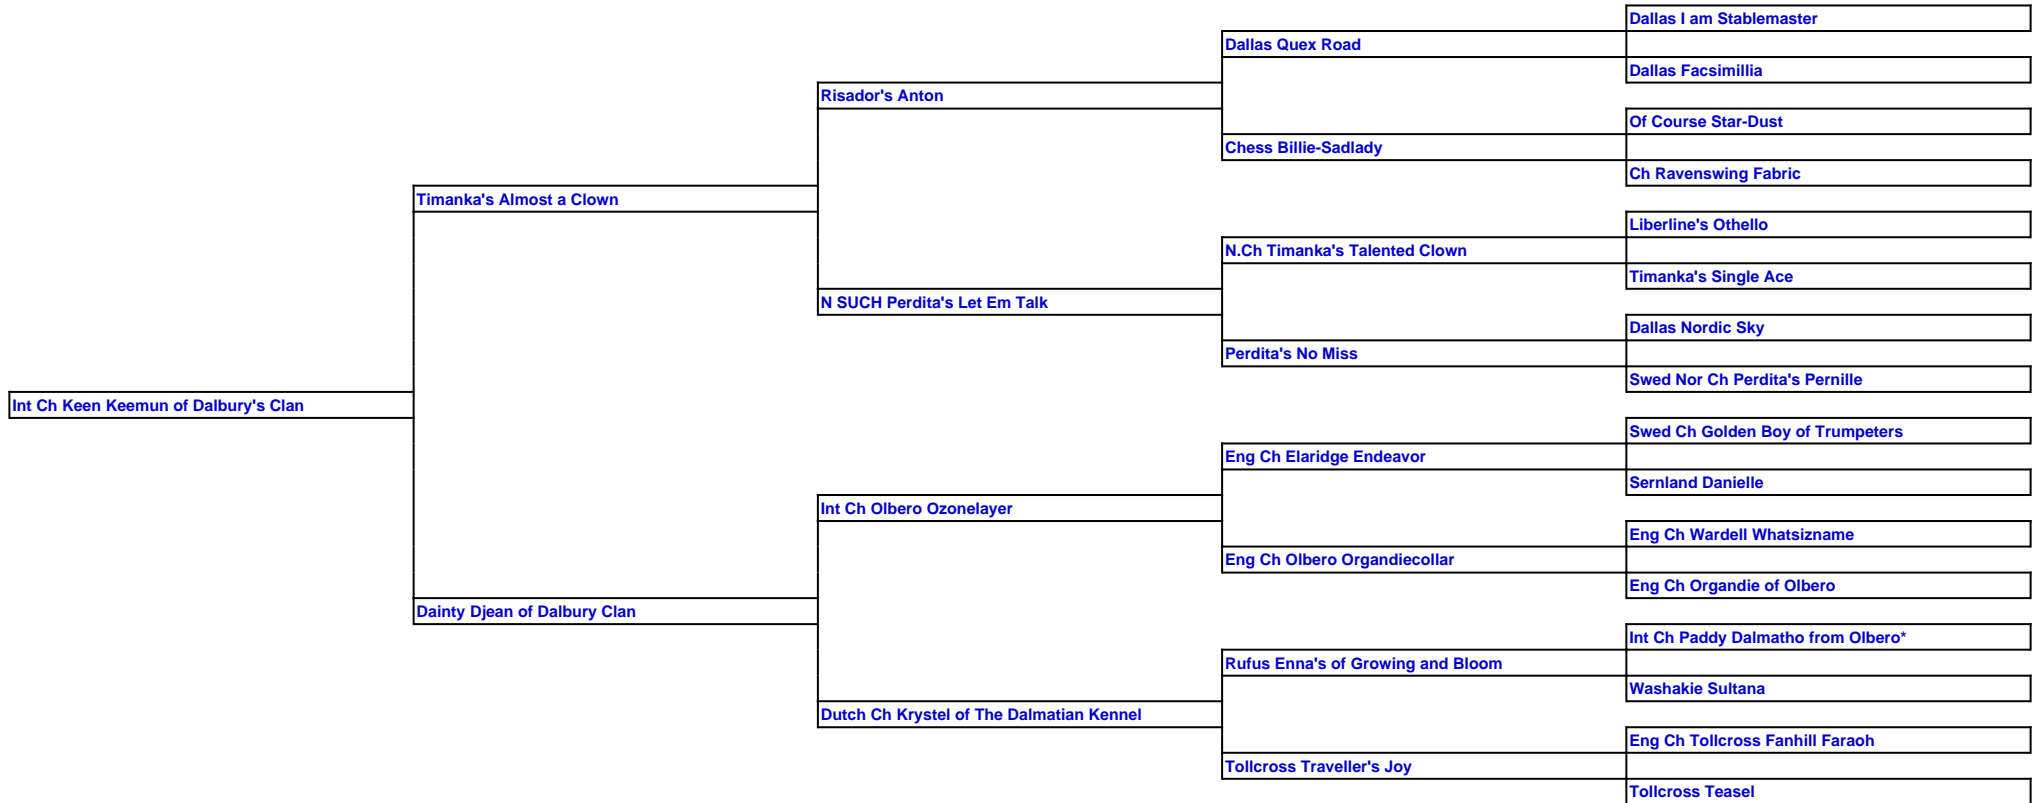 Dallas I am Stablemaster
Dallas Quex Road
Dallas Facsimillia
Risador's Anton
Of Course Star-Dust
Chess Billie-Sadlady
Ch Ravenswing Fabric
Timanka's Almost a Clown
Liberline's Othello
N.Ch Timanka's Talented Clown
Timanka's Single Ace
N SUCH Perdita's Let Em Talk
Dallas Nordic Sky
Perdita's No Miss
Swed Nor Ch Perdita's Pernille
Int Ch Keen Keemun of Dalbury's Clan
Swed Ch Golden Boy of Trumpeters
Eng Ch Elaridge Endeavor
Sernland Danielle
Int Ch Olbero Ozonelayer
Eng Ch Wardell Whatsizname
Eng Ch Olbero Organdiecollar
Eng Ch Organdie of Olbero
Dainty Djean of Dalbury Clan
Int Ch Paddy Dalmatho from Olbero*
Rufus Enna's of Growing and Bloom
Washakie Sultana
Dutch Ch Krystel of The Dalmatian Kennel
Eng Ch Tollcross Fanhill Faraoh
Tollcross Traveller's Joy
Tollcross Teasel